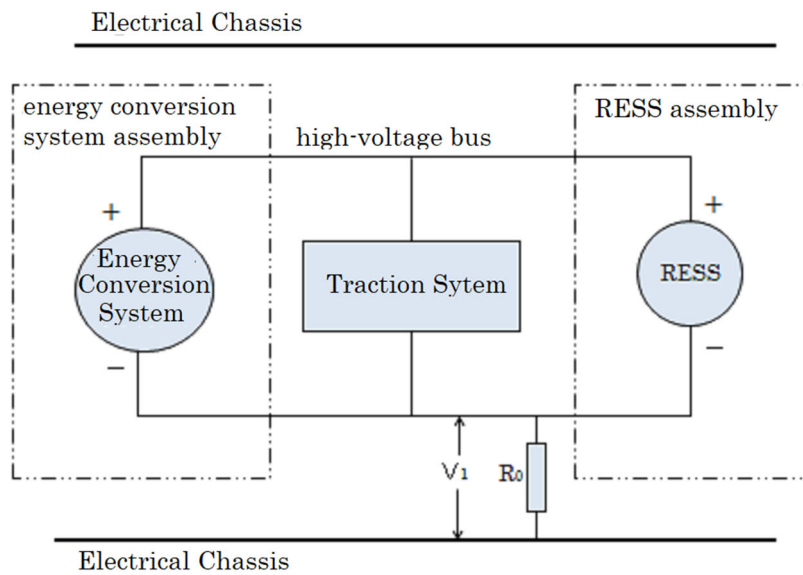 Electrical Chassis
energy conversion
system assembly
RESS assembly
high-voltage bus
+
+
Energy
Conversion
System
Traction Sytem
RESS
−
−
V1
R0
Electrical Chassis